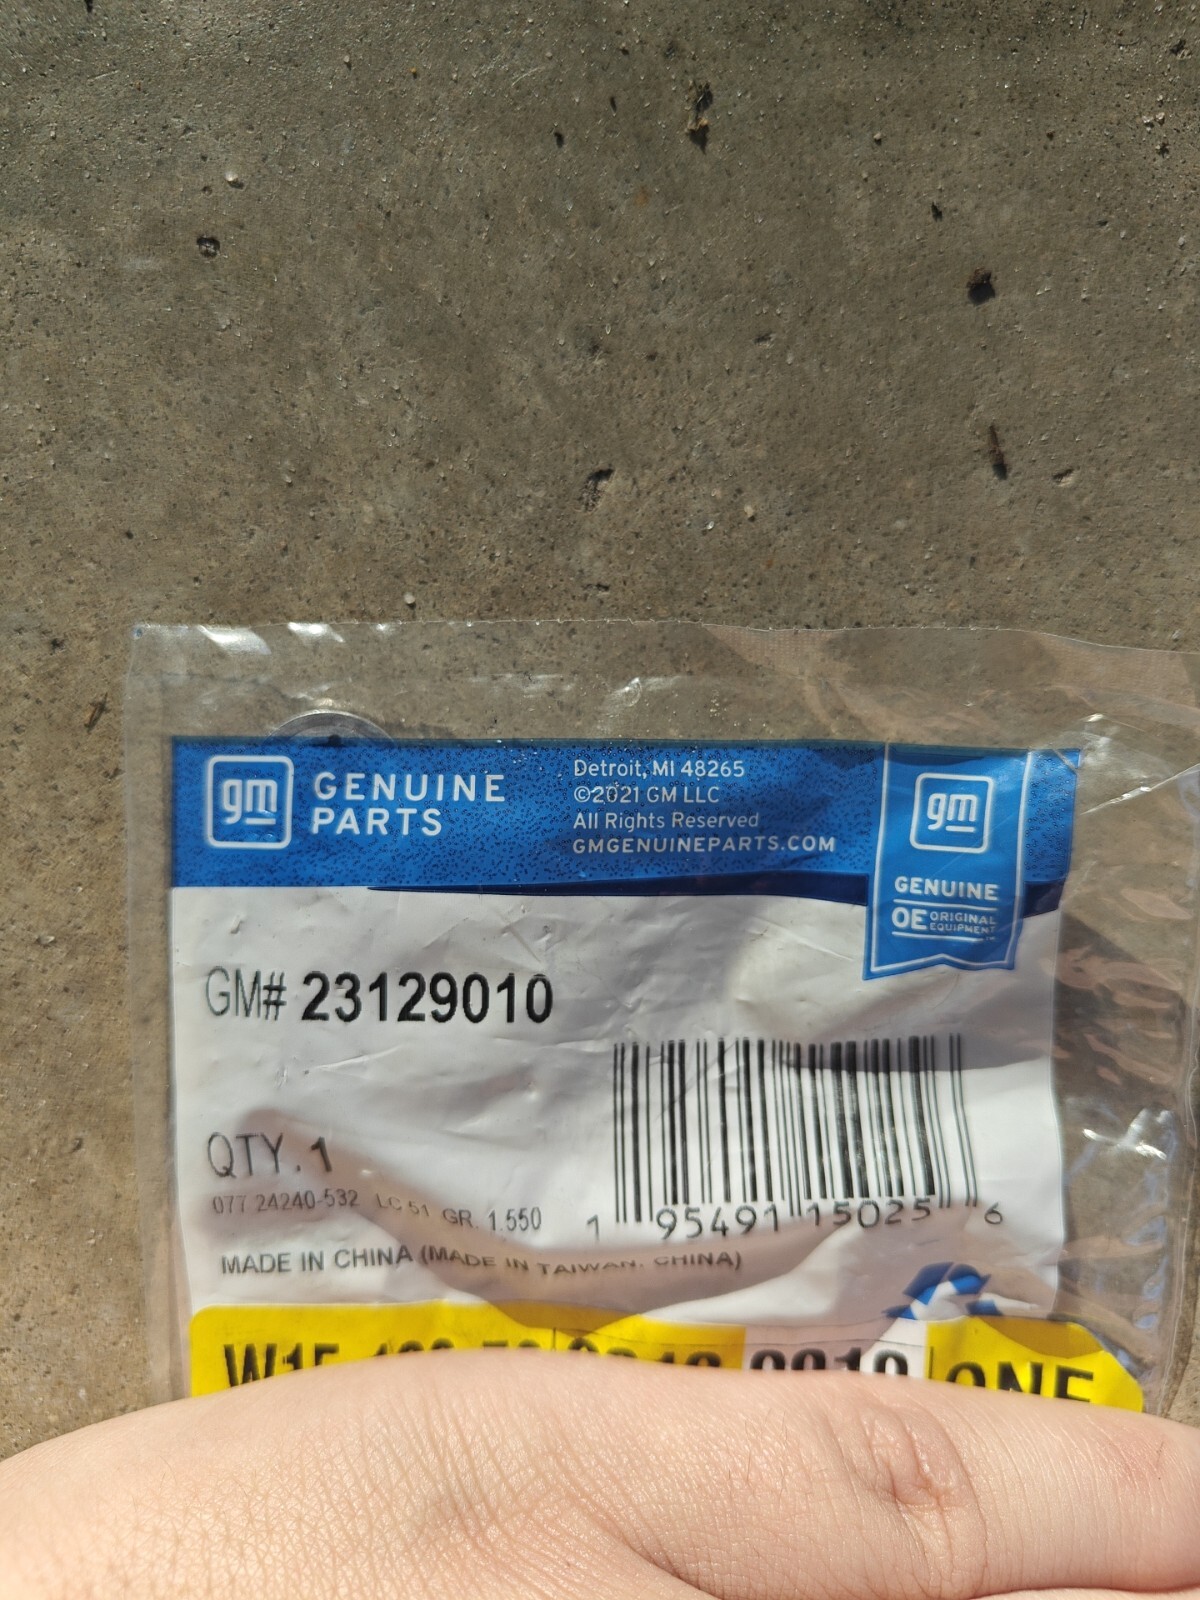 gm GENUINE
PARTS
Detroit, MI 48265
©2021 GM LLC
All Rights Reserved
GMGENUINEPARTS.COM
gm
GENUINE
OE ORIGINAL
EQUIPMENT
GM# 23129010
QTY. 1
077 24240-532 LC 51 GR. 1.550
1 95491 15025 6
MADE IN CHINA (MADE IN TAIWAN. CHINA)
ONE